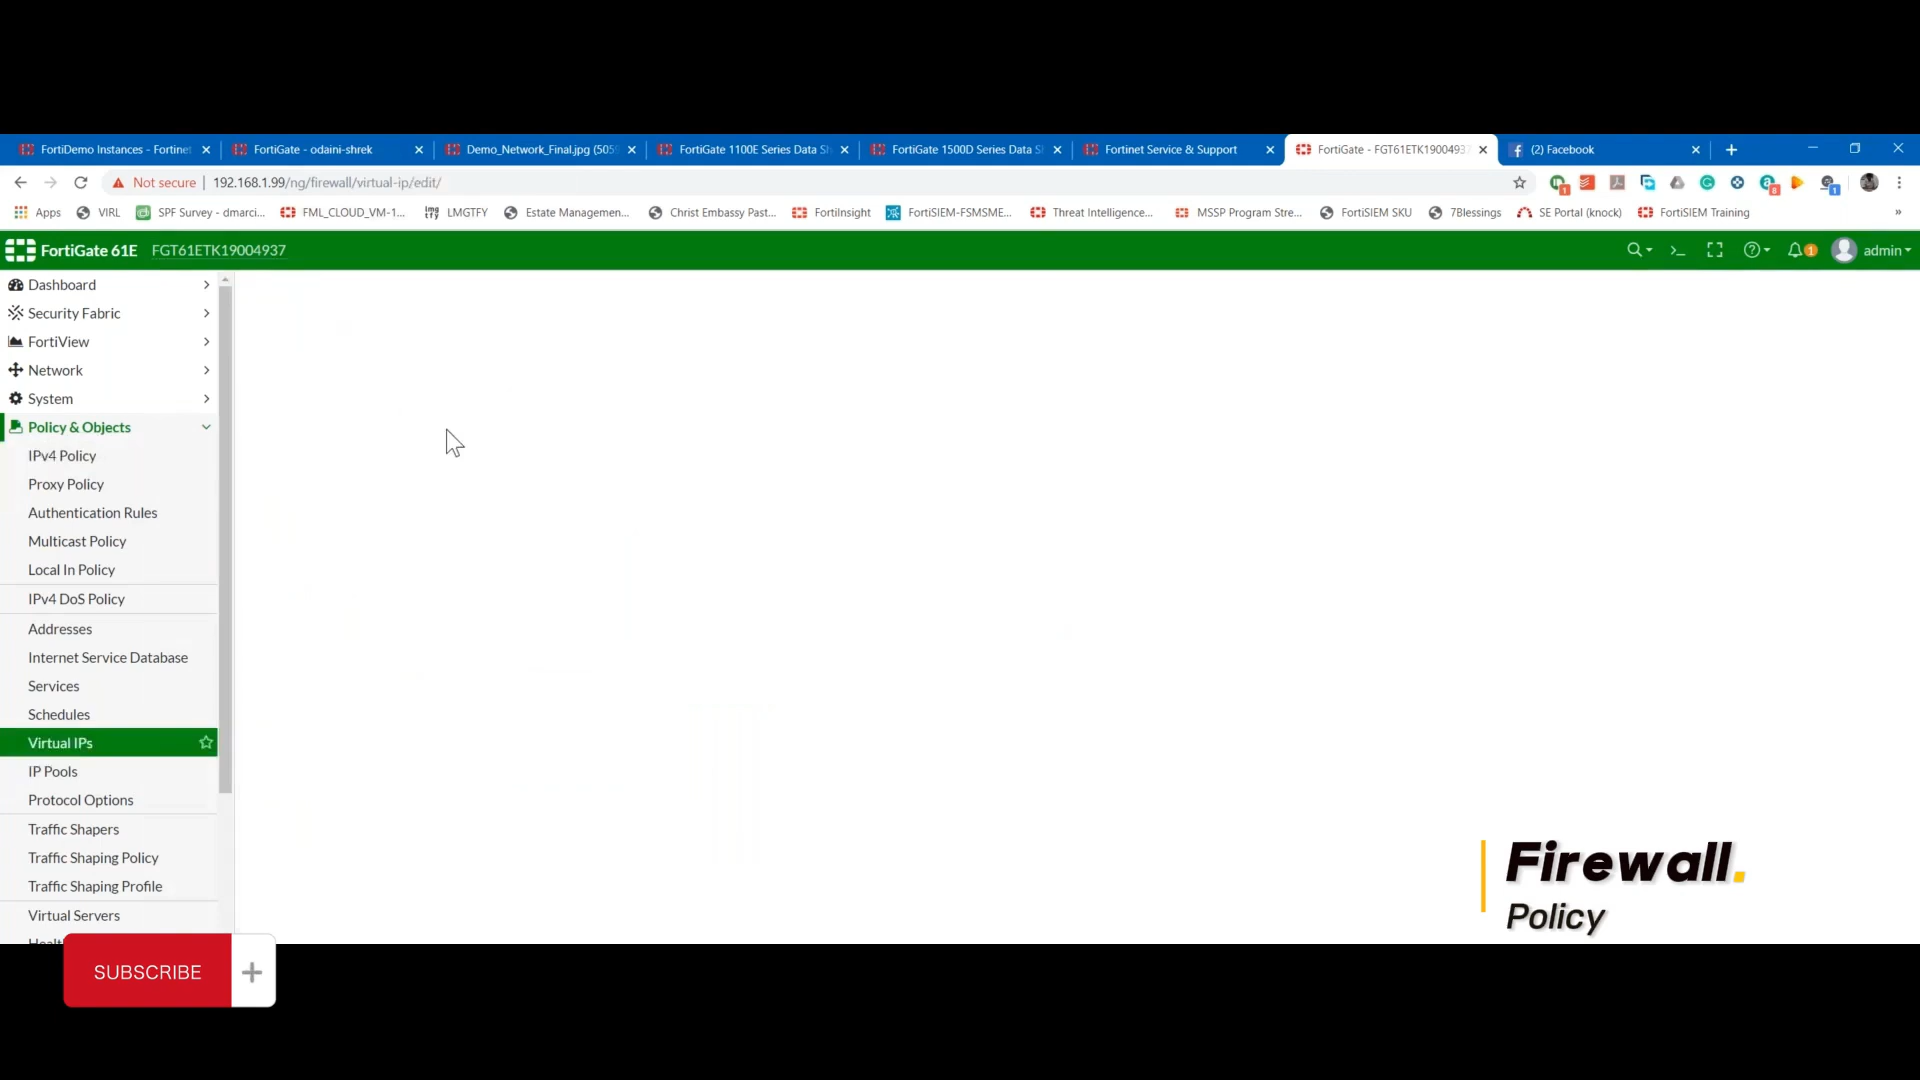 FortiDemo Instances - Fortinet
FortiGate - odaini-shrek
Demo_Network_Final.jpg (505
FortiGate 1100E Series Data Sh
FortiGate 1500D Series Data S
Fortinet Service & Support
FortiGate - FGT61ETK19004937
(2) Facebook
Not secure | 192.168.1.99/ng/firewall/virtual-ip/edit/
Apps
VIRL
SPF Survey - dmarci...
FML_CLOUD_VM-1...
LMGTFY
Estate Managemen...
Christ Embassy Past...
FortiInsight
FortiSIEM-FSMSME...
Threat Intelligence...
MSSP Program Stre...
FortiSIEM SKU
7Blessings
SE Portal (knock)
FortiSIEM Training
»
FortiGate 61E FGT61ETK19004937
1
admin
Dashboard
Security Fabric
FortiView
Network
System
Policy & Objects
IPv4 Policy
Proxy Policy
Authentication Rules
Multicast Policy
Local In Policy
IPv4 DoS Policy
Addresses
Internet Service Database
Services
Schedules
Virtual IPs
IP Pools
Protocol Options
Traffic Shapers
Traffic Shaping Policy
Traffic Shaping Profile
Virtual Servers
Firewall.
Policy
SUBSCRIBE +